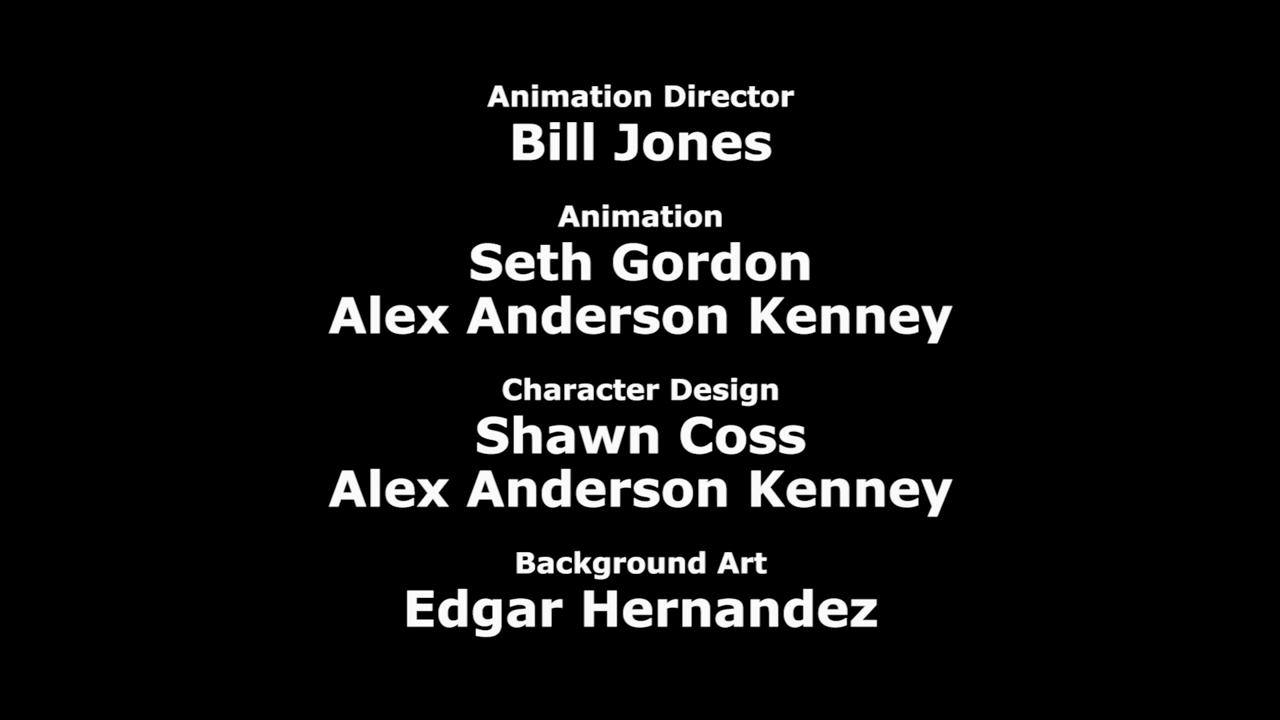 Animation Director
Bill Jones
Animation
Seth Gordon
Alex Anderson Kenney
Character Design
Shawn Coss
Alex Anderson Kenney
Background Art
Edgar Hernandez